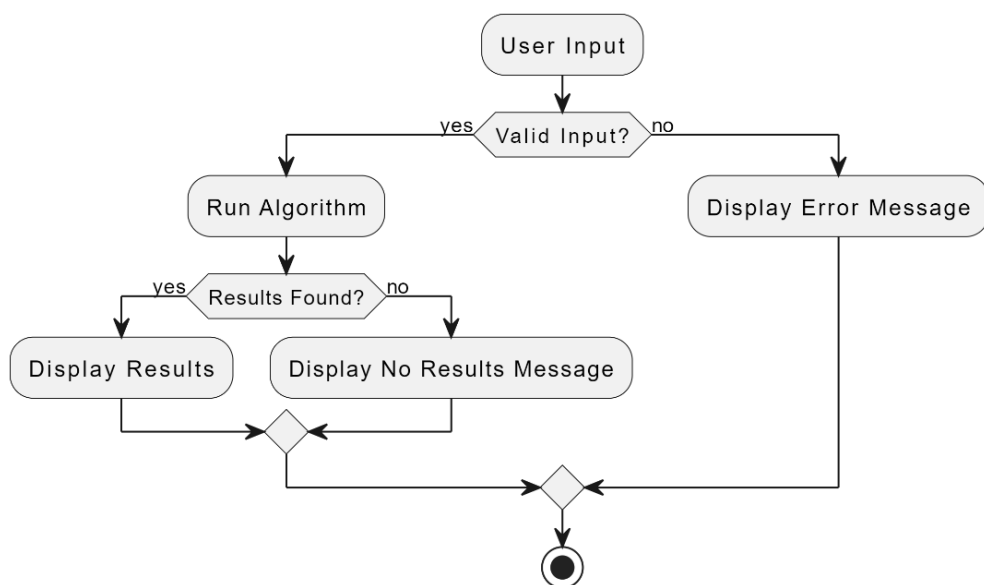 User Input
yes
Valid Input?
no
Run Algorithm
Display Error Message
yes
Results Found?
no
Display Results
Display No Results Message